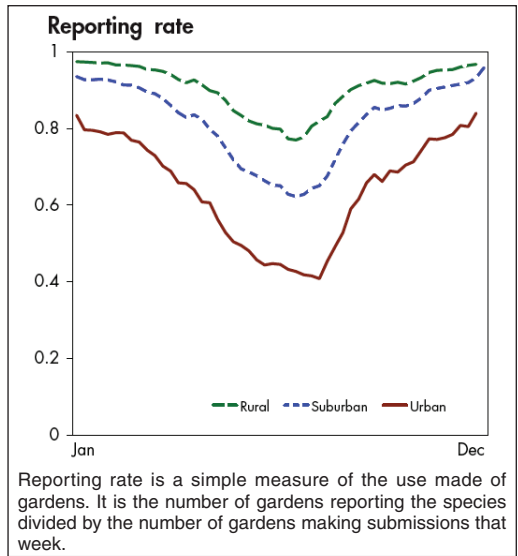 Reporting rate
1
0.8
0.6
0.4
0.2
0
Rural Suburban Urban
Jan Dec
Reporting rate is a simple measure of the use made of
gardens. It is the number of gardens reporting the species
divided by the number of gardens making submissions that
week.